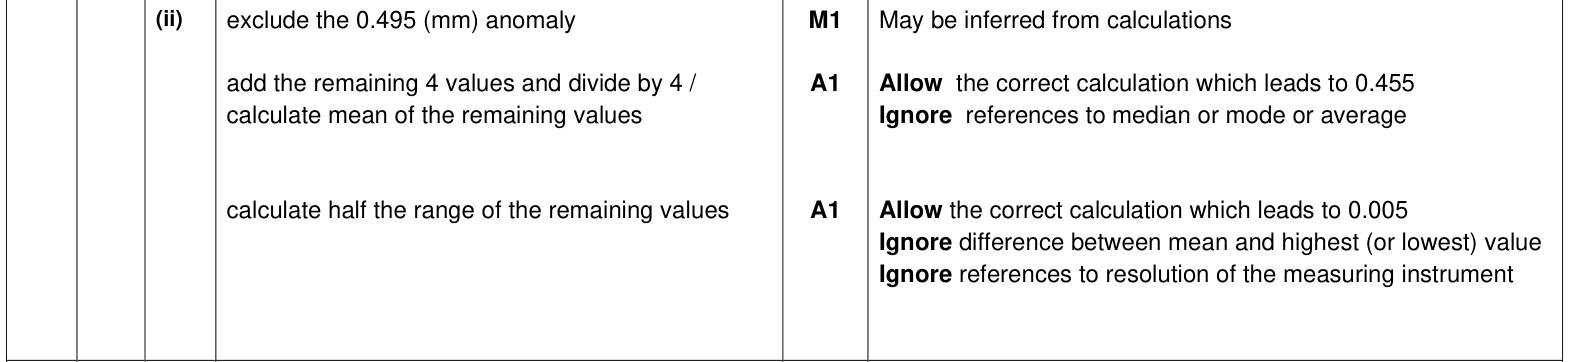 (ii) exclude the 0.495 (mm) anomaly M1 May be inferred from calculations
add the remaining 4 values and divide by 4 / A1 Allow the correct calculation which leads to 0.455
calculate mean of the remaining values Ignore references to median or mode or average
calculate half the range of the remaining values A1 Allow the correct calculation which leads to 0.005
Ignore difference between mean and highest (or lowest) value
Ignore references to resolution of the measuring instrument